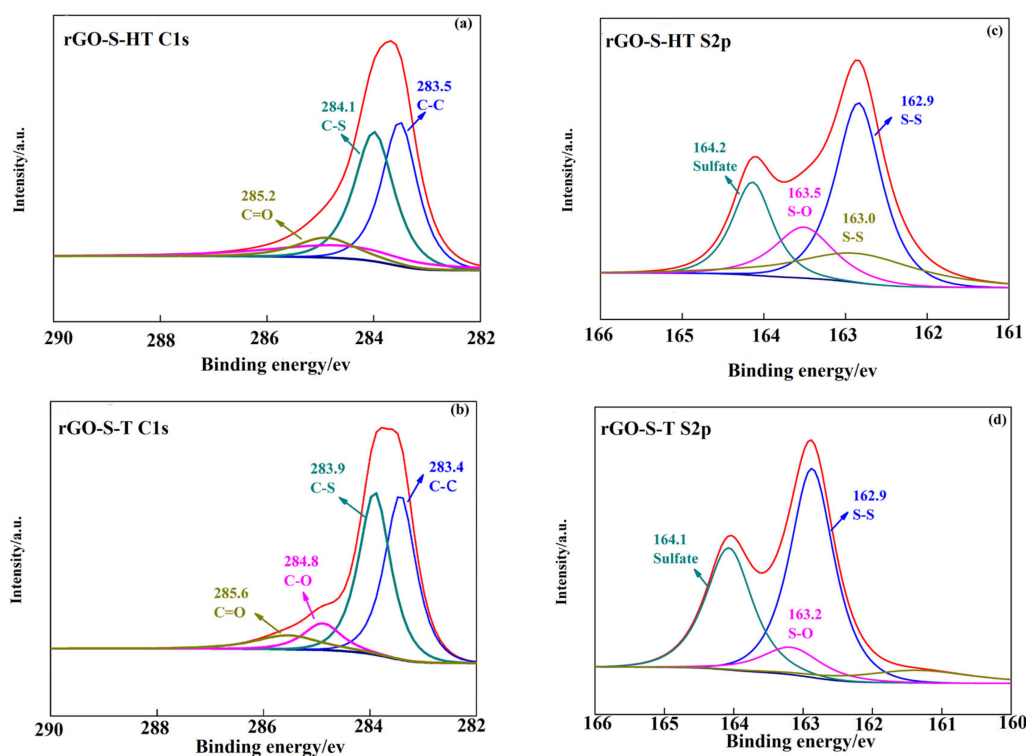 rGO-S-HT C1s
(a)
283.5
C-C
284.1
C-S
285.2
C=O
Intensity/a.u.
290
288
286
284
282
Binding energy/ev
rGO-S-HT S2p
(c)
162.9
S-S
164.2
Sulfate
163.5
S-O
163.0
S-S
Intensity/a.u.
166
165
164
163
162
161
Binding energy/ev
rGO-S-T C1s
(b)
283.9
C-S
283.4
C-C
284.8
C-O
285.6
C=O
Intensity/a.u.
290
288
286
284
282
Binding energy/ev
rGO-S-T S2p
(d)
162.9
S-S
164.1
Sulfate
163.2
S-O
Intensity/a.u.
166
165
164
163
162
161
160
Binding energy/ev